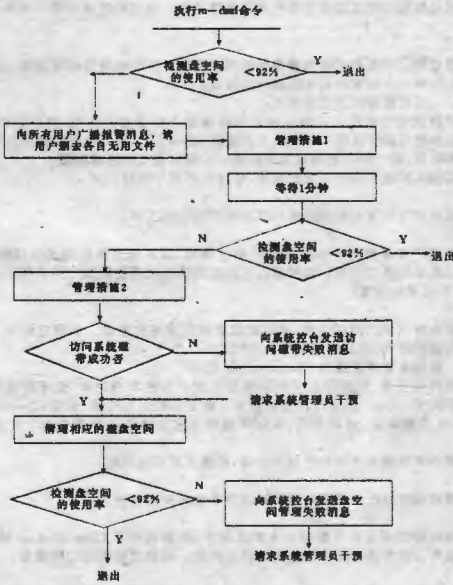 执行ru-dmf命令
检测盘空间
的使用率
<92%
Y
退出
向所有用户广播报警消息，请
用户删去各自无用文件
管理措施1
等待1分钟
N
检测盘空间
的使用率
<92%
Y
退出
管理措施2
访问系统磁
带成功否
N
向系统控台发送访
问磁带失败消息
Y
请求系统管理员干预
清理相应的磁盘空间
检测盘空间
的使用率
<92%
N
向系统控台发送盘空
间管理失败消息
Y
请求系统管理员干预
退出